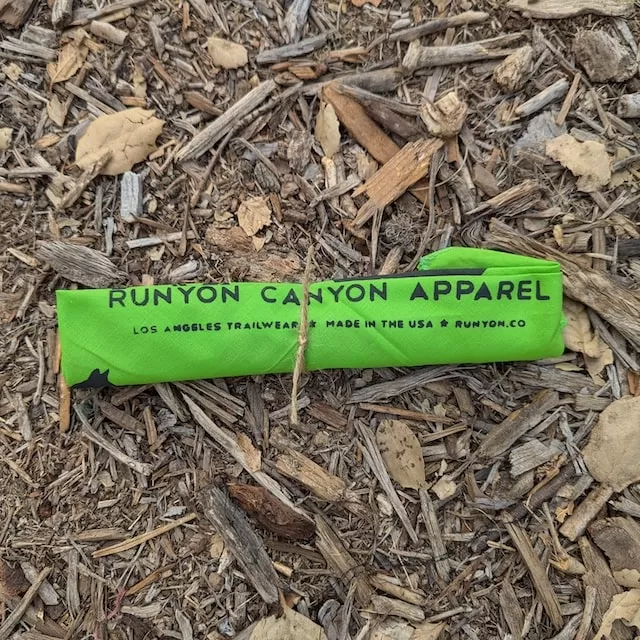 RUNYON CANYON APPAREL
LOS ANGELES TRAILWEAR ★ MADE IN THE USA ★ RUNYON.CO